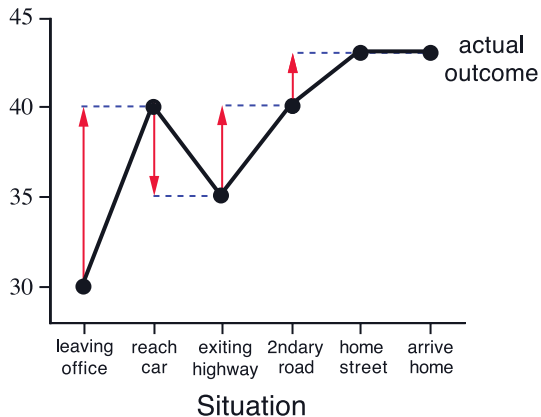 45
40
35
30
actual
outcome
leaving
office
reach
car
exiting
highway
2ndary
road
home
street
arrive
home
Situation